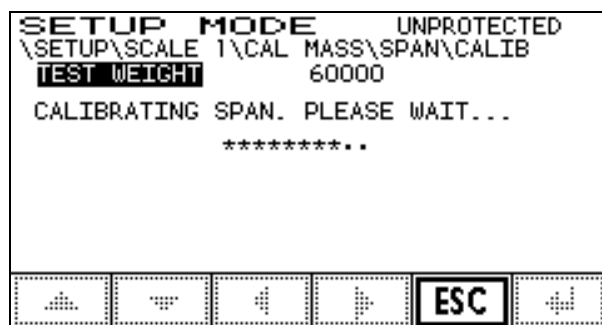 SETUP MODE UNPROTECTED
\SETUP\SCALE 1\CAL MASS\SPAN\CALIB
TEST WEIGHT 60000
CALIBRATING SPAN. PLEASE WAIT...
********..
ESC